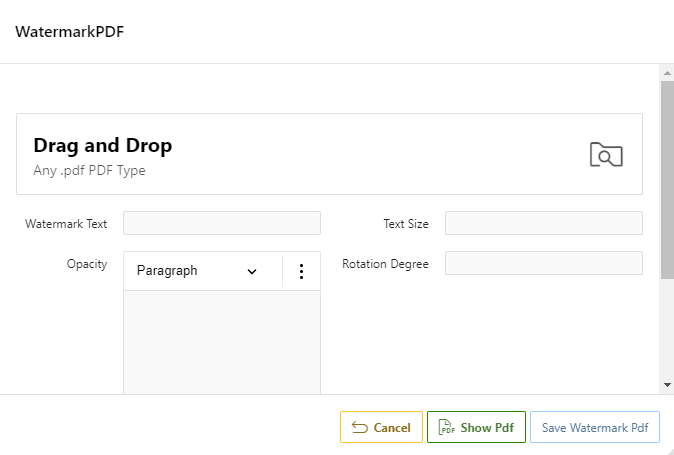 WatermarkPDF
Drag and Drop
Any .pdf PDF Type
Watermark Text
Text Size
Opacity
Paragraph
Rotation Degree
Cancel
PDF
Show Pdf
Save Watermark Pdf